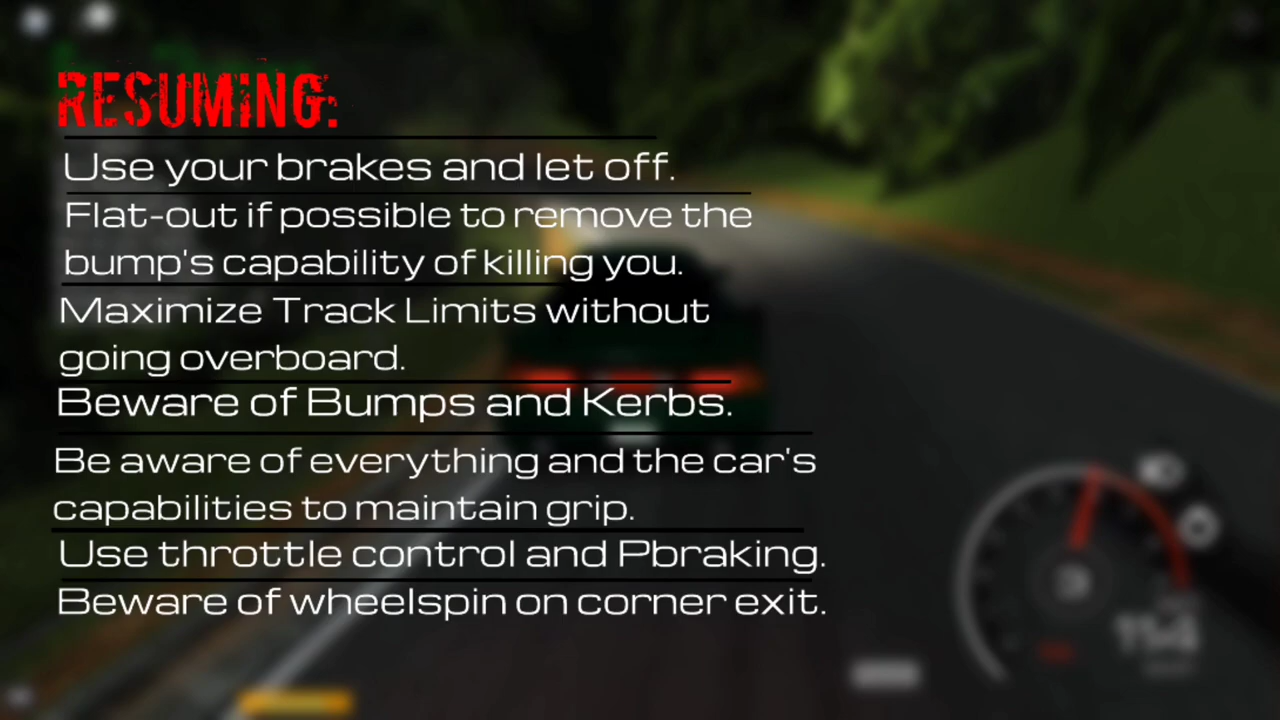 RESUMING:
Use your brakes and let off.
Flat-out if possible to remove the
bump's capability of killing you.
Maximize Track Limits without
going overboard.
Beware of Bumps and Kerbs.
Be aware of everything and the car's
capabilities to maintain grip.
Use throttle control and Pbraking.
Beware of wheelspin on corner exit.